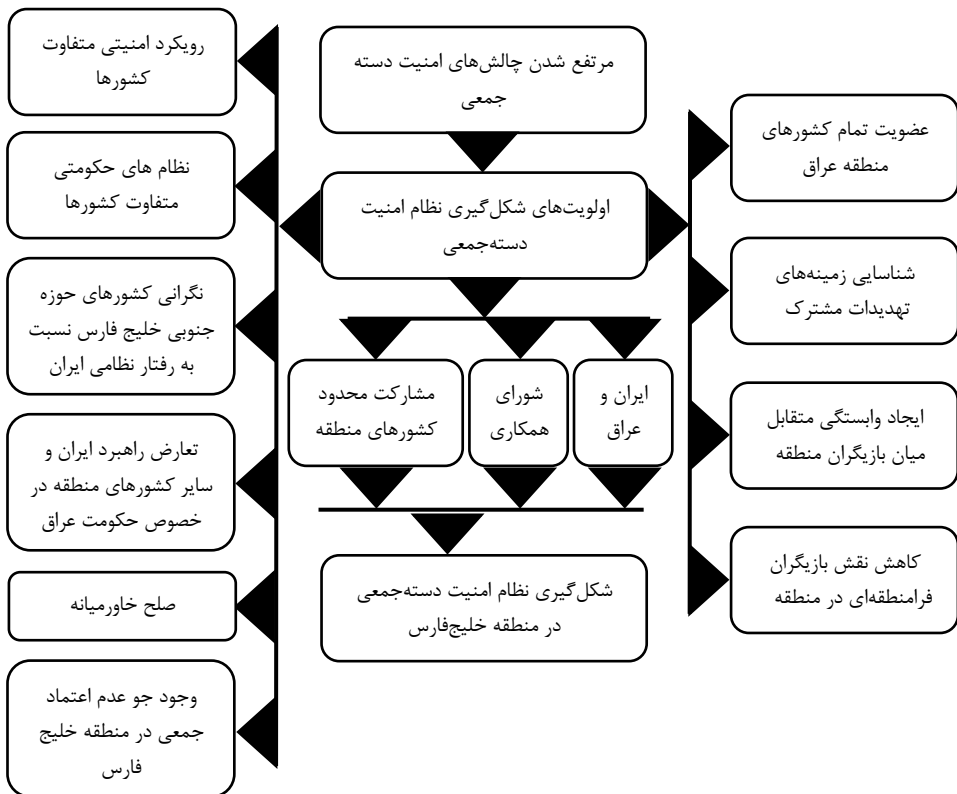 مرتفع شدن چالش‌های امنیت دسته
جمعی
اولویت‌های شکل‌گیری نظام امنیت
دسته‌جمعی
عضویت تمام کشورهای
منطقه عراق
شناسایی زمینه‌های
تهدیدات مشترک
ایجاد وابستگی متقابل
میان بازیگران منطقه
کاهش نقش بازیگران
فرامنطقه‌ای در منطقه
ایران و
عراق
شورای
همکاری
مشارکت محدود
کشورهای منطقه
شکل‌گیری نظام امنیت دسته‌جمعی
در منطقه خلیج‌فارس
رویکرد امنیتی متفاوت
کشورها
نظام های حکومتی
متفاوت کشورها
نگرانی کشورهای حوزه
جنوبی خلیج فارس نسبت
به رفتار نظامی ایران
تعارض راهبرد ایران و
سایر کشورهای منطقه در
خصوص حکومت عراق
صلح خاورمیانه
وجود جو عدم اعتماد
جمعی در منطقه خلیج
فارس